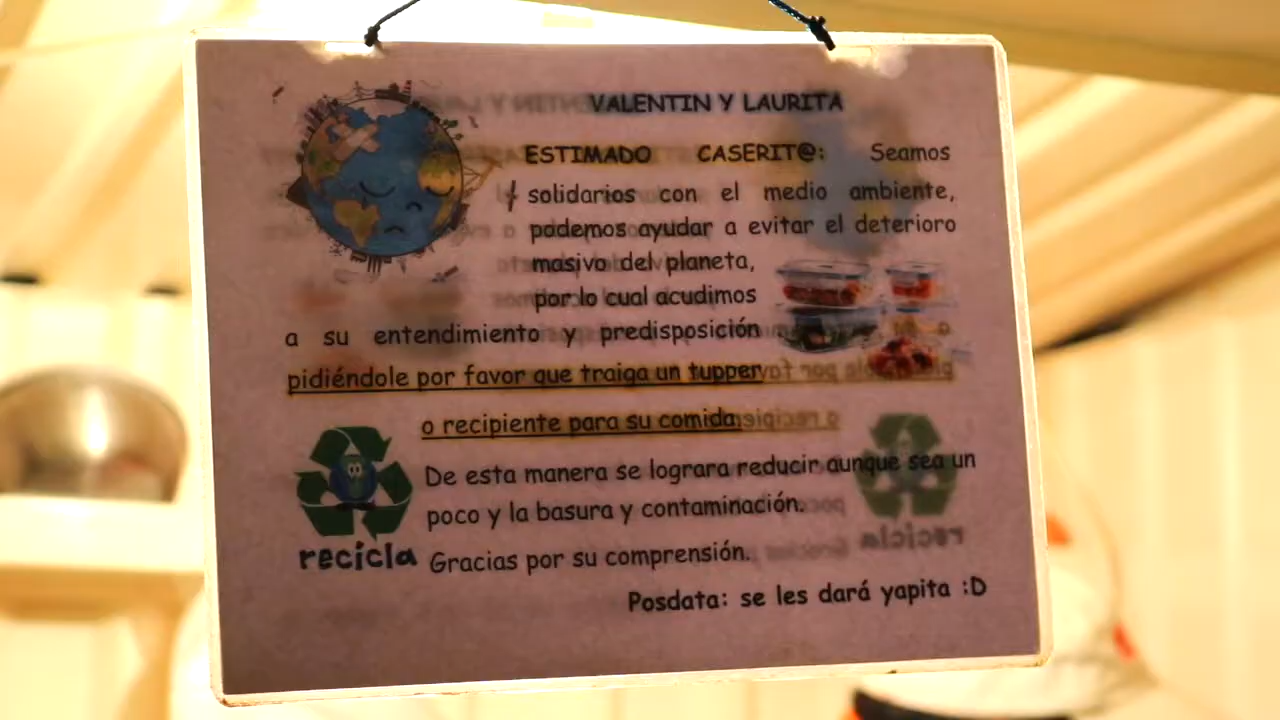 VALENTIN Y LAURITA
ESTIMADO CASERIT@: Seamos
solidarios con el medio ambiente,
podemos ayudar a evitar el deterioro
masivo del planeta,
por lo cual acudimos
a su entendimiento y predisposición
pidiéndole por favor que traiga un tupper
o recipiente para su comida.
De esta manera se lograra reducir aunque sea un
poco y la basura y contaminación.
recicla
Gracias por su comprensión.
Posdata: se les dará yapita :D